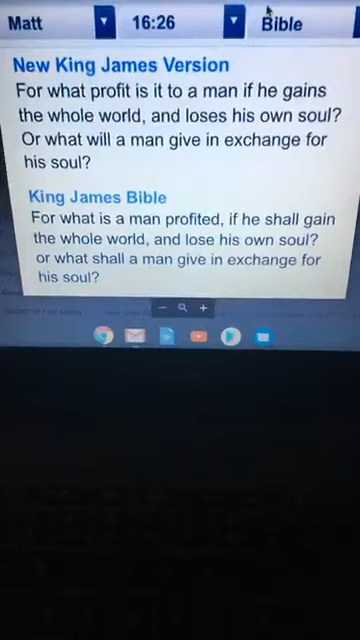 Matt 16:26 Bible
New King James Version
For what profit is it to a man if he gains
the whole world, and loses his own soul?
Or what will a man give in exchange for
his soul?
King James Bible
For what is a man profited, if he shall gain
the whole world, and lose his own soul?
or what shall a man give in exchange for
his soul?